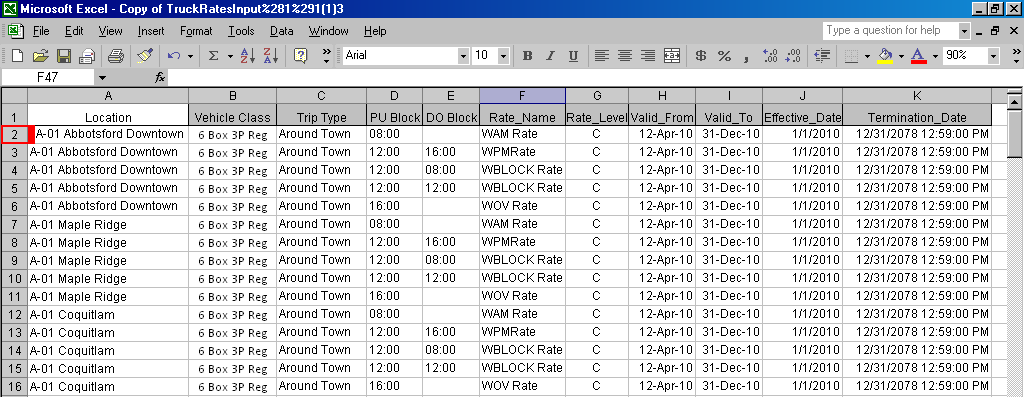 Microsoft Excel - Copy of TruckRatesInput%281%291(1)3
File Edit View Insert Format Tools Data Window Help Type a question for help
Σ A Z Z A ? » Arial 10 B I U $ % , .0 .00 .00 .0 A 90%
F47 fx
A B C D E F G H I J K
1 Location Vehicle Class Trip Type PU Block DO Block Rate_Name Rate_Level Valid_From Valid_To Effective_Date Termination_Date
2 A-01 Abbotsford Downtown 6 Box 3P Reg Around Town 08:00 WAM Rate C 12-Apr-10 31-Dec-10 1/1/2010 12/31/2078 12:59:00 PM
3 A-01 Abbotsford Downtown 6 Box 3P Reg Around Town 12:00 16:00 WPMRate C 12-Apr-10 31-Dec-10 1/1/2010 12/31/2078 12:59:00 PM
4 A-01 Abbotsford Downtown 6 Box 3P Reg Around Town 12:00 08:00 WBLOCK Rate C 12-Apr-10 31-Dec-10 1/1/2010 12/31/2078 12:59:00 PM
5 A-01 Abbotsford Downtown 6 Box 3P Reg Around Town 12:00 12:00 WBLOCK Rate C 12-Apr-10 31-Dec-10 1/1/2010 12/31/2078 12:59:00 PM
6 A-01 Abbotsford Downtown 6 Box 3P Reg Around Town 16:00 WOV Rate C 12-Apr-10 31-Dec-10 1/1/2010 12/31/2078 12:59:00 PM
7 A-01 Maple Ridge 6 Box 3P Reg Around Town 08:00 WAM Rate C 12-Apr-10 31-Dec-10 1/1/2010 12/31/2078 12:59:00 PM
8 A-01 Maple Ridge 6 Box 3P Reg Around Town 12:00 16:00 WPMRate C 12-Apr-10 31-Dec-10 1/1/2010 12/31/2078 12:59:00 PM
9 A-01 Maple Ridge 6 Box 3P Reg Around Town 12:00 08:00 WBLOCK Rate C 12-Apr-10 31-Dec-10 1/1/2010 12/31/2078 12:59:00 PM
10 A-01 Maple Ridge 6 Box 3P Reg Around Town 12:00 12:00 WBLOCK Rate C 12-Apr-10 31-Dec-10 1/1/2010 12/31/2078 12:59:00 PM
11 A-01 Maple Ridge 6 Box 3P Reg Around Town 16:00 WOV Rate C 12-Apr-10 31-Dec-10 1/1/2010 12/31/2078 12:59:00 PM
12 A-01 Coquitlam 6 Box 3P Reg Around Town 08:00 WAM Rate C 12-Apr-10 31-Dec-10 1/1/2010 12/31/2078 12:59:00 PM
13 A-01 Coquitlam 6 Box 3P Reg Around Town 12:00 16:00 WPMRate C 12-Apr-10 31-Dec-10 1/1/2010 12/31/2078 12:59:00 PM
14 A-01 Coquitlam 6 Box 3P Reg Around Town 12:00 08:00 WBLOCK Rate C 12-Apr-10 31-Dec-10 1/1/2010 12/31/2078 12:59:00 PM
15 A-01 Coquitlam 6 Box 3P Reg Around Town 12:00 12:00 WBLOCK Rate C 12-Apr-10 31-Dec-10 1/1/2010 12/31/2078 12:59:00 PM
16 A-01 Coquitlam 6 Box 3P Reg Around Town 16:00 WOV Rate C 12-Apr-10 31-Dec-10 1/1/2010 12/31/2078 12:59:00 PM